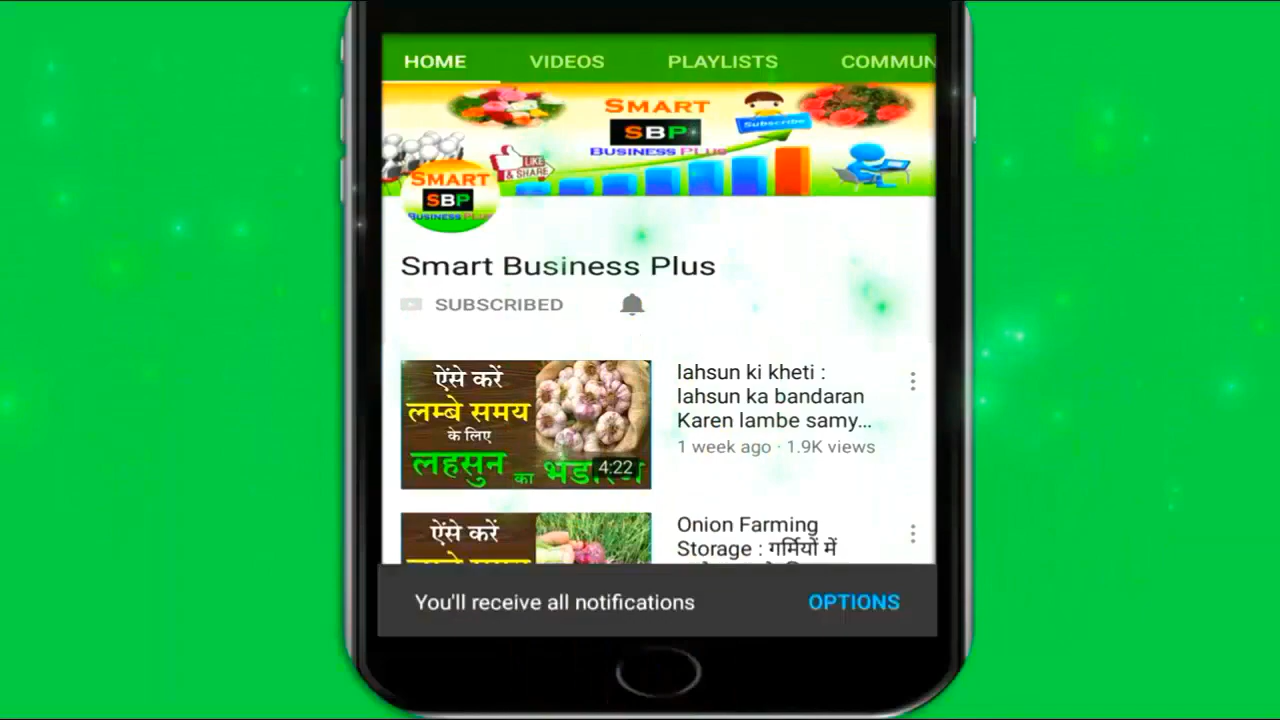 HOME VIDEOS PLAYLISTS COMMUN
SMART
SBP
BUSINESS PLUS
Subscribe
LIKE
& SHARE
SMART
SBP
BUSINESS PLUS
Smart Business Plus
SUBSCRIBED
ऐंसे करें
लम्बे समय
के लिए
लहसुन का
4:22
lahsun ki kheti :
lahsun ka bandaran
Karen lambe samy...
1 week ago · 1.9K views
ऐंसे करें
Onion Farming
Storage : गर्मियों में
You'll receive all notifications
OPTIONS